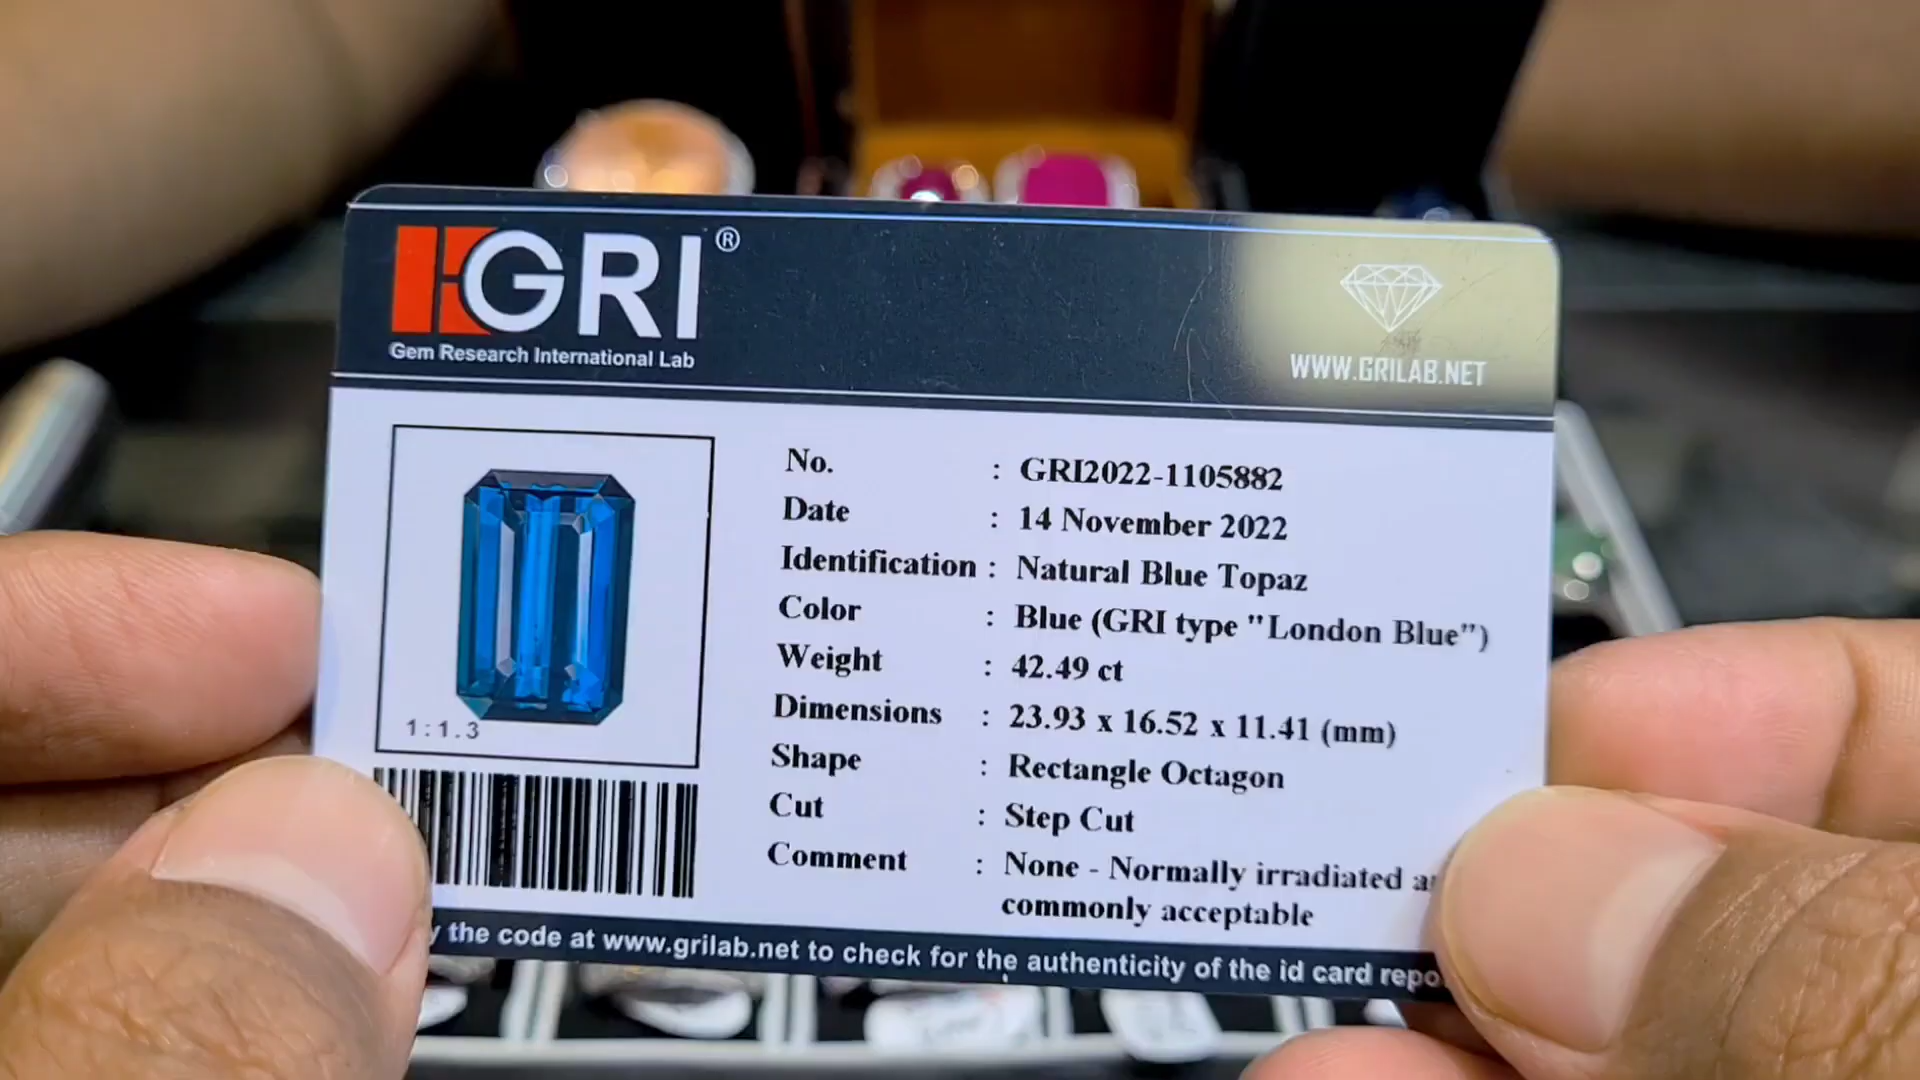 GRI®
Gem Research International Lab
WWW.GRILAB.NET
No. : GRI2022-1105882
Date : 14 November 2022
Identification : Natural Blue Topaz
Color : Blue (GRI type "London Blue")
Weight : 42.49 ct
Dimensions : 23.93 x 16.52 x 11.41 (mm)
Shape : Rectangle Octagon
Cut : Step Cut
Comment : None - Normally irradiated
commonly acceptable
1:1.3
the code at www.grilab.net to check for the authenticity of the id card